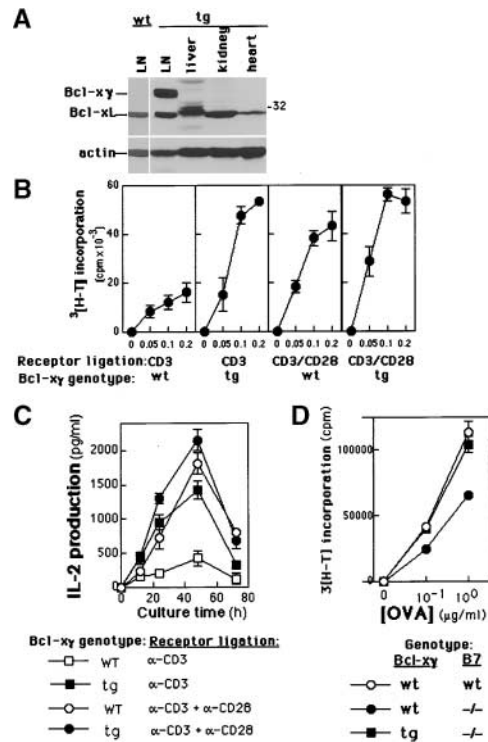 A
wt
tg
LN
LN
liver
kidney
heart
Bcl-xγ
Bcl-xL
-32
actin
B
³[H-T] incorporation
(cpm x 10⁻³)
60
40
20
0
0 0.05 0.1 0.2
0 0.05 0.1 0.2
0 0.05 0.1 0.2
0 0.05 0.1 0.2
Receptor ligation: CD3 CD3 CD3/CD28 CD3/CD28
Bcl-xγ genotype: wt tg wt tg
C
IL-2 production
(pg/ml)
2000
1500
1000
500
0
0 20 40 60 80
Culture time (h)
Bcl-xγ genotype: Receptor ligation:
WT α-CD3
tg α-CD3
WT α-CD3 + α-CD28
tg α-CD3 + α-CD28
D
3[H-T] incorporation (cpm)
100000
50000
0
0 10⁻¹ 10⁰
[OVA] (µg/ml)
Genotype:
Bcl-xγ B7
wt wt
wt -/-
tg -/-